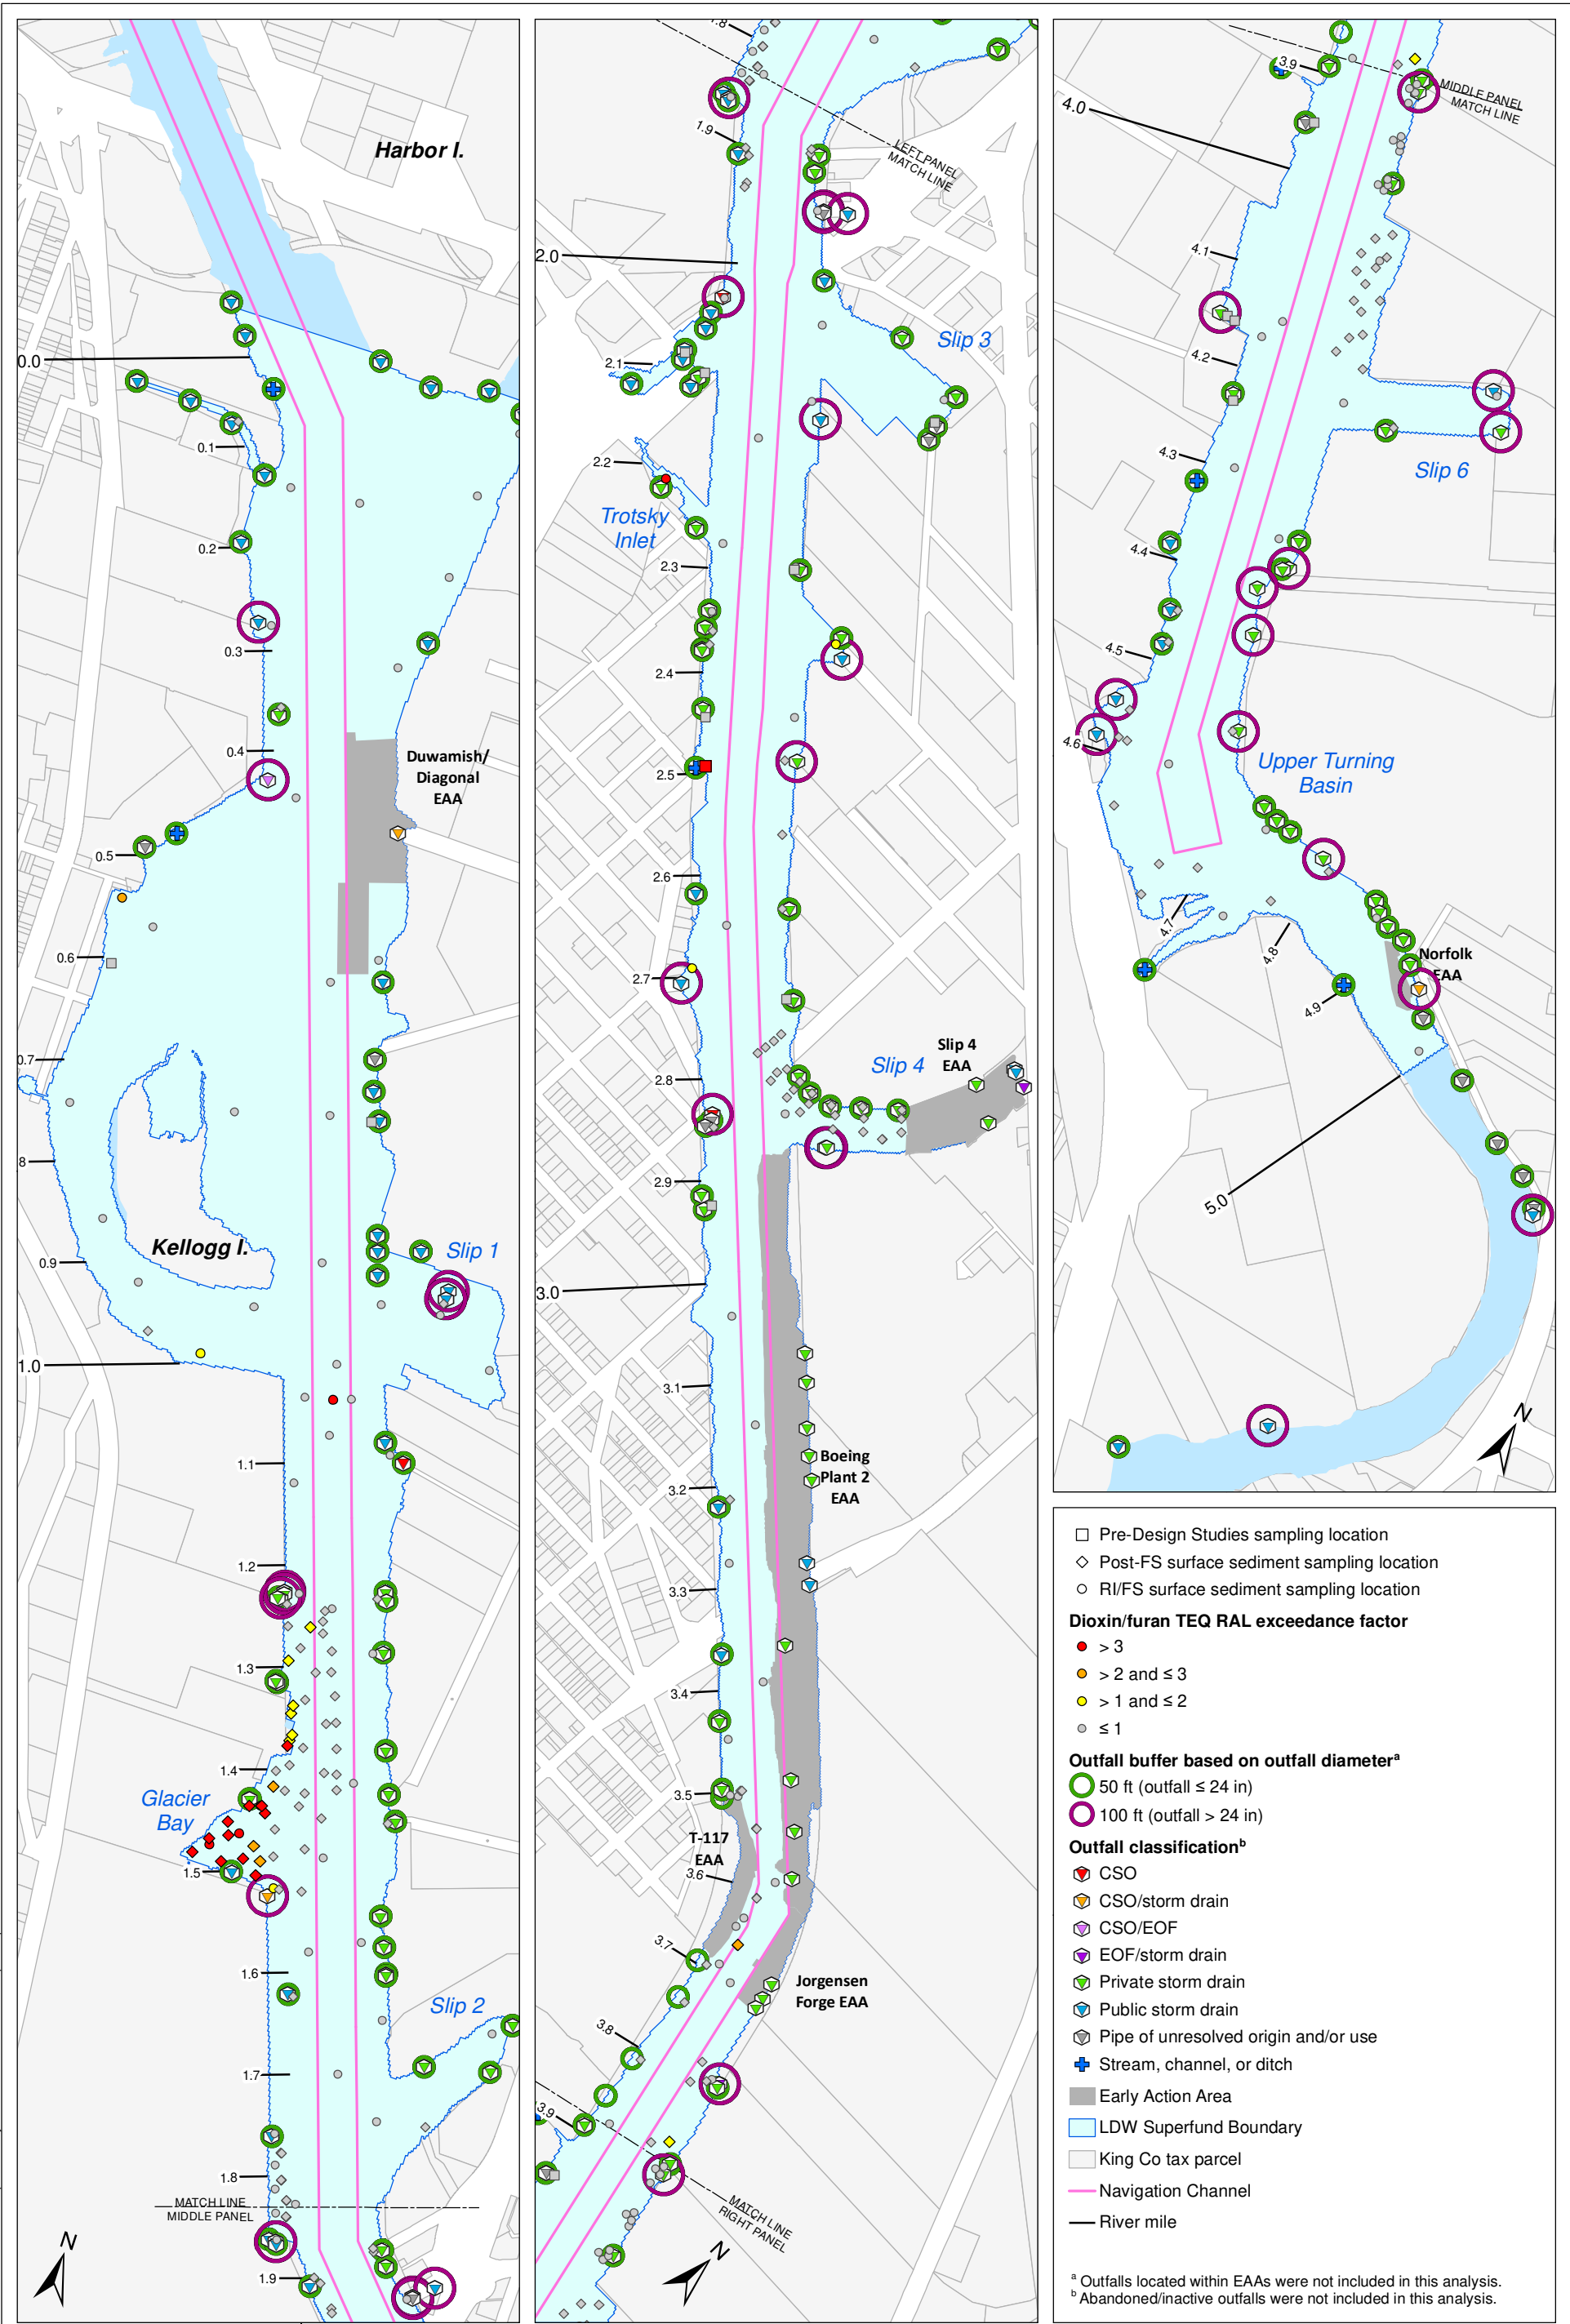 Harbor I.
0.0
0.1
0.2
0.3
0.4
Duwamish/
Diagonal
EAA
0.5
0.6
0.7
8
Kellogg I.
Slip 1
0.9
1.0
1.1
1.2
1.3
1.4
Glacier
Bay
1.5
1.6
Slip 2
1.7
1.8
MATCH LINE
MIDDLE PANEL
1.9
N
1.8
LEFT PANEL
MATCH LINE
1.9
2.0
Slip 3
2.1
2.2
Trotsky
Inlet
2.3
2.4
2.5
2.6
2.7
Slip 4
EAA
Slip 4
2.8
2.9
3.0
3.1
Boeing
Plant 2
EAA
3.2
3.3
3.4
3.5
T-117
EAA
3.6
3.7
Jorgensen
Forge EAA
3.8
3.9
MATCH LINE
RIGHT PANEL
N
3.9
MIDDLE PANEL
MATCH LINE
4.0
4.1
4.2
4.3
Slip 6
4.4
4.5
4.6
Upper Turning
Basin
4.7
4.8
Norfolk
EAA
4.9
5.0
N
Pre-Design Studies sampling location
Post-FS surface sediment sampling location
RI/FS surface sediment sampling location
Dioxin/furan TEQ RAL exceedance factor
> 3
> 2 and ≤ 3
> 1 and ≤ 2
≤ 1
Outfall buffer based on outfall diameterᵃ
50 ft (outfall ≤ 24 in)
100 ft (outfall > 24 in)
Outfall classificationᵇ
CSO
CSO/storm drain
CSO/EOF
EOF/storm drain
Private storm drain
Public storm drain
Pipe of unresolved origin and/or use
Stream, channel, or ditch
Early Action Area
LDW Superfund Boundary
King Co tax parcel
Navigation Channel
River mile
ᵃ Outfalls located within EAAs were not included in this analysis.
ᵇ Abandoned/inactive outfalls were not included in this analysis.